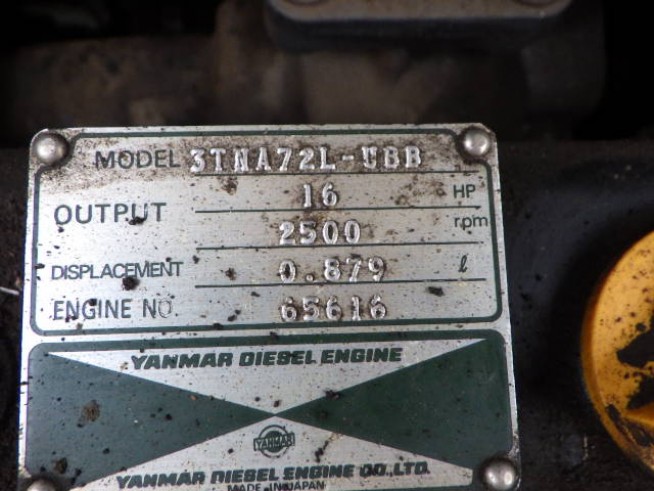 MODEL 3TNA72L-UBB
OUTPUT 16 HP
2500 rpm
DISPLACEMENT 0.879 ℓ
ENGINE NO 65616
YANMAR DIESEL ENGINE
YANMAR
YANMAR DIESEL ENGINE CO.,LTD.
MADE IN JAPAN